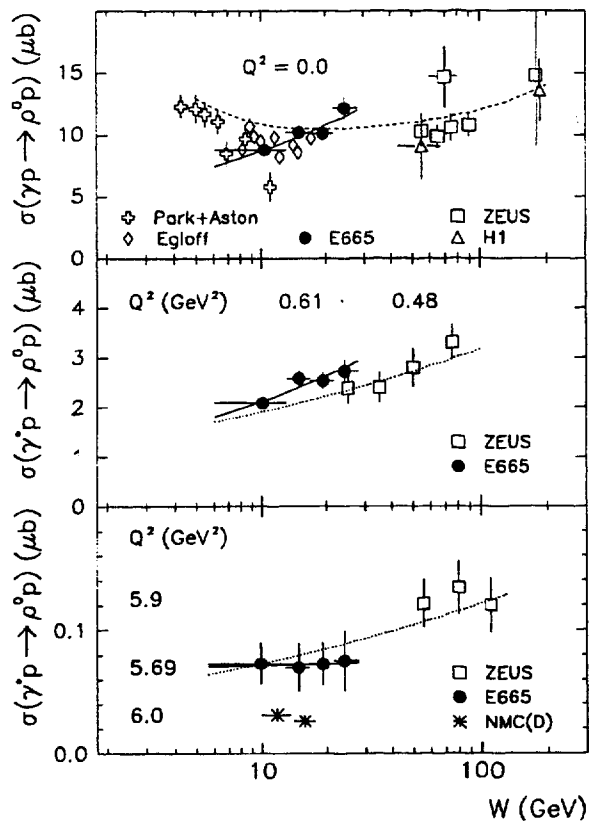 σ(γp → ρ⁰p) (μb)
15
10
5
0
Q² = 0.0
Park+Aston
Egloff
E665
ZEUS
H1
σ(γ*p → ρ⁰p) (μb)
4
3
2
1
0
Q² (GeV²) 0.61 0.48
ZEUS
E665
σ(γ*p → ρ⁰p) (μb)
0.1
0.0
Q² (GeV²)
5.9
5.69
6.0
ZEUS
E665
NMC(D)
10 100
W (GeV)